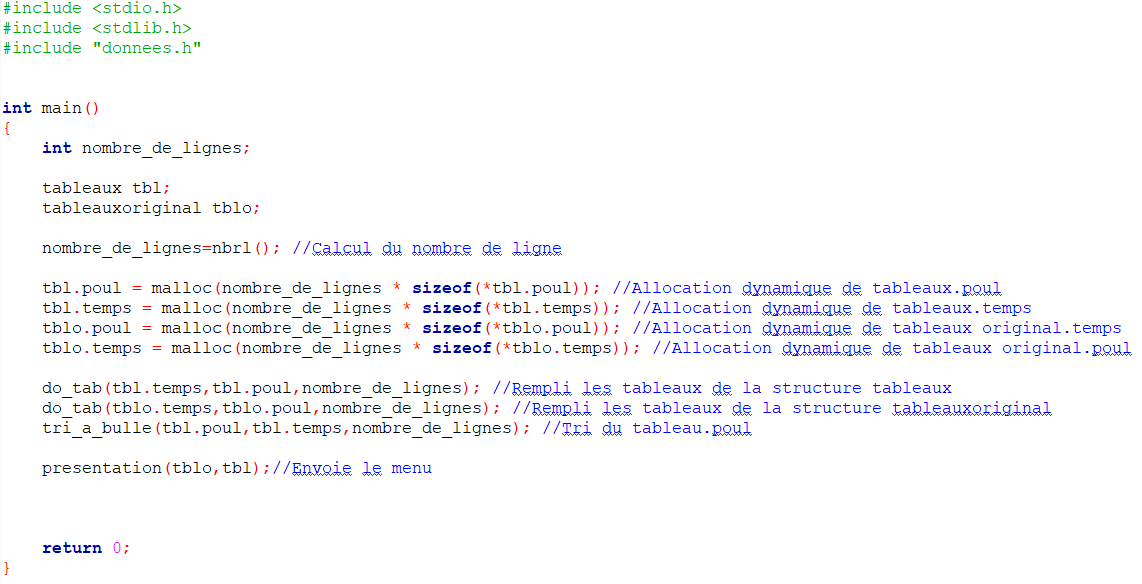 #include <stdio.h>
#include <stdlib.h>
#include "donnees.h"
int main()
{
int nombre_de_lignes;
tableaux tbl;
tableauxoriginal tblo;
nombre_de_lignes=nbrl(); //Calcul du nombre de ligne
tbl.poul = malloc(nombre_de_lignes * sizeof(*tbl.poul)); //Allocation dynamique de tableaux.poul
tbl.temps = malloc(nombre_de_lignes * sizeof(*tbl.temps)); //Allocation dynamique de tableaux.temps
tblo.poul = malloc(nombre_de_lignes * sizeof(*tblo.poul)); //Allocation dynamique de tableaux original.temps
tblo.temps = malloc(nombre_de_lignes * sizeof(*tblo.temps)); //Allocation dynamique de tableaux original.poul
do_tab(tbl.temps,tbl.poul,nombre_de_lignes); //Rempli les tableaux de la structure tableaux
do_tab(tblo.temps,tblo.poul,nombre_de_lignes); //Rempli les tableaux de la structure tableauxoriginal
tri_a_bulle(tbl.poul,tbl.temps,nombre_de_lignes); //Tri du tableau.poul
presentation(tblo,tbl);//Envoie le menu
return 0;
}